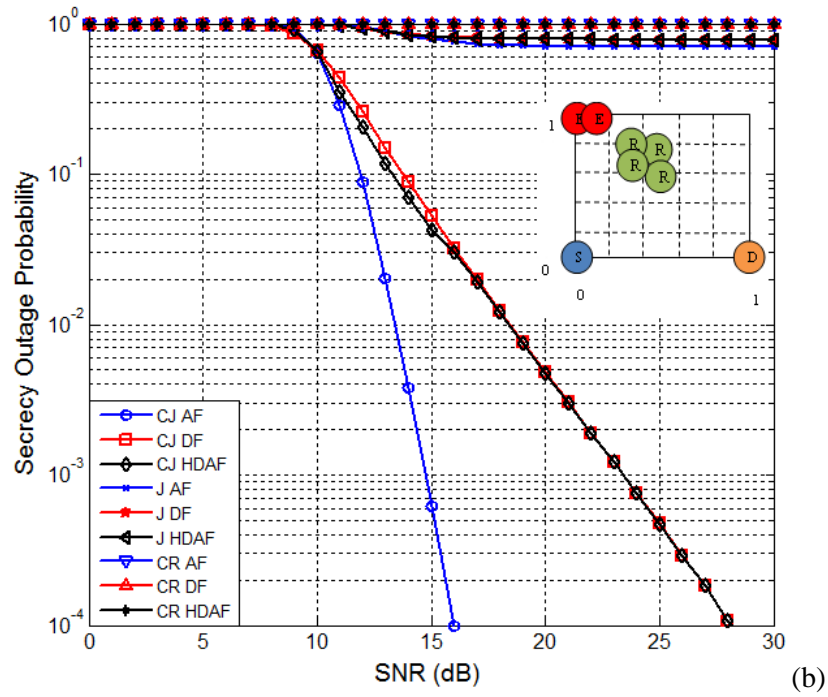 10^0
10^-1
10^-2
10^-3
10^-4
Secrecy Outage Probability
0 5 10 15 20 25 30
SNR (dB)
CJ AF
CJ DF
CJ HDAF
J AF
J DF
J HDAF
CR AF
CR DF
CR HDAF
1
E E
R R
R R
S D
0
0 1
(b)